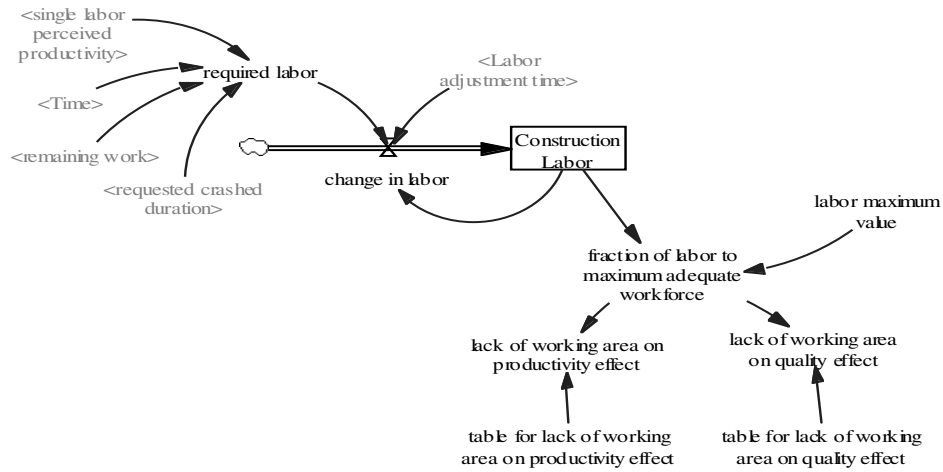 <single labor
perceived
productivity>
required labor
<Labor
adjustment time>
<Time>
<remaining work>
<requested crashed
duration>
Construction
Labor
change in labor
labor maximum
value
fraction of labor to
maximum adequate
workforce
lack of working area on
productivity effect
lack of working area
on quality effect
table for lack of working
area on productivity effect
table for lack of working
area on quality effect